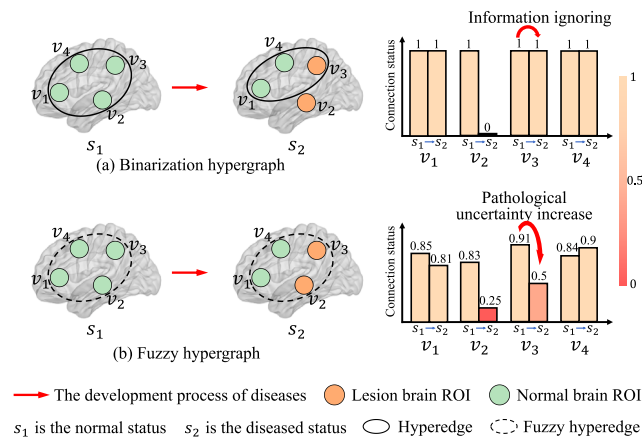 v₄ v₃ v₁ v₂
s₁
v₄ v₃ v₁ v₂
s₂
(a) Binarization hypergraph
Information ignoring
Connection status
1 1 1 0 1 1 1 1
s₁→s₂ s₁→s₂ s₁→s₂ s₁→s₂
v₁ v₂ v₃ v₄
1
0.5
0
v₄ v₃ v₁ v₂
s₁
v₄ v₃ v₁ v₂
s₂
(b) Fuzzy hypergraph
Pathological
uncertainty increase
Connection status
0.85 0.81 0.83 0.25 0.91 0.5 0.84 0.9
s₁→s₂ s₁→s₂ s₁→s₂ s₁→s₂
v₁ v₂ v₃ v₄
The development process of diseases Lesion brain ROI Normal brain ROI
s₁ is the normal status s₂ is the diseased status Hyperedge Fuzzy hyperedge